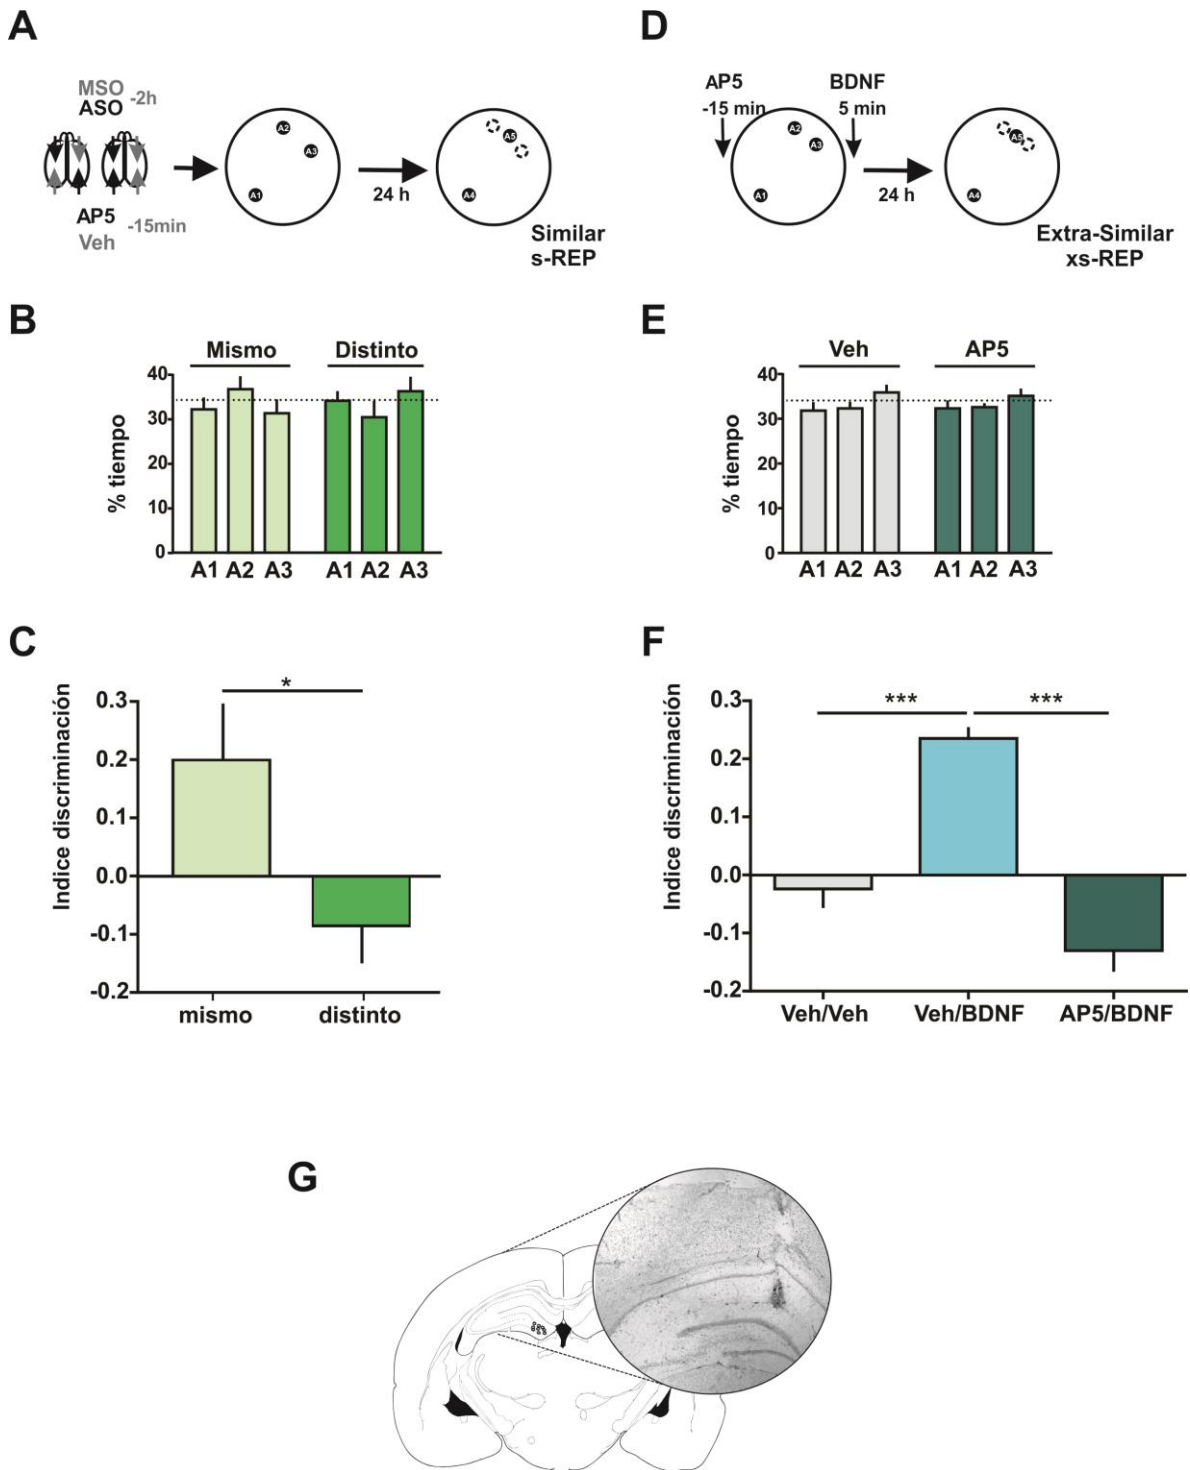 A
MSO
ASO
-2h
AP5
Veh
-15min
A2
A3
A1
24 h
A5
A4
Similar
s-REP
D
AP5
-15 min
BDNF
5 min
A2
A3
A1
24 h
A5
A4
Extra-Similar
xs-REP
B
Mismo
Distinto
% tiempo
40
30
20
10
0
A1 A2 A3
A1 A2 A3
E
Veh
AP5
% tiempo
40
30
20
10
0
A1 A2 A3
A1 A2 A3
C
Indice discriminación
0.3
0.2
0.1
0.0
-0.1
-0.2
*
mismo
distinto
F
Indice discriminación
0.3
0.2
0.1
0.0
-0.1
-0.2
***
***
Veh/Veh
Veh/BDNF
AP5/BDNF
G